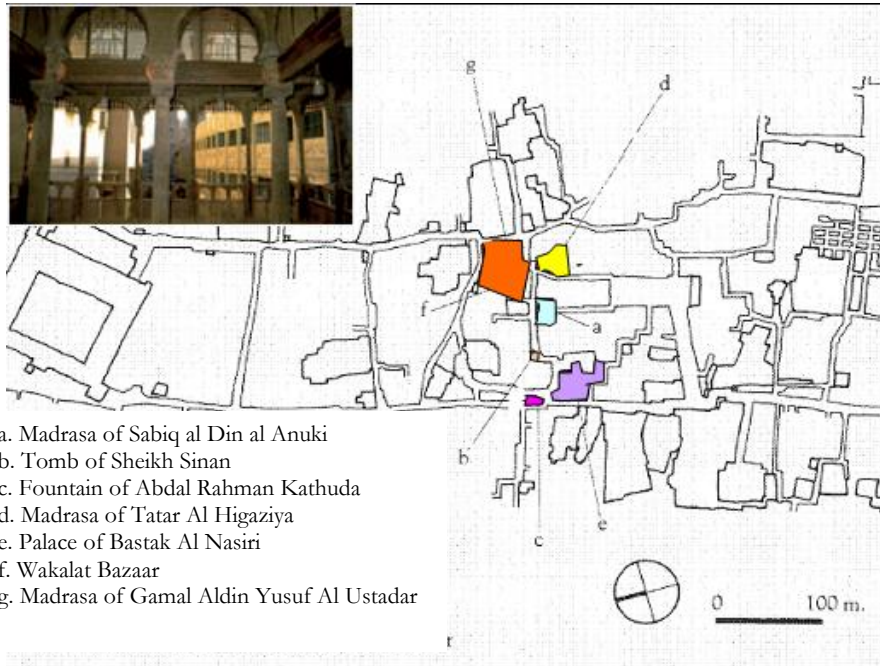 g
d
f
a
b
e
c
a. Madrasa of Sabiq al Din al Anuki
b. Tomb of Sheikh Sinan
c. Fountain of Abdal Rahman Kathuda
d. Madrasa of Tatar Al Higaziya
e. Palace of Bastak Al Nasiri
f. Wakalat Bazaar
g. Madrasa of Gamal Aldin Yusuf Al Ustadar
0 100 m.
r